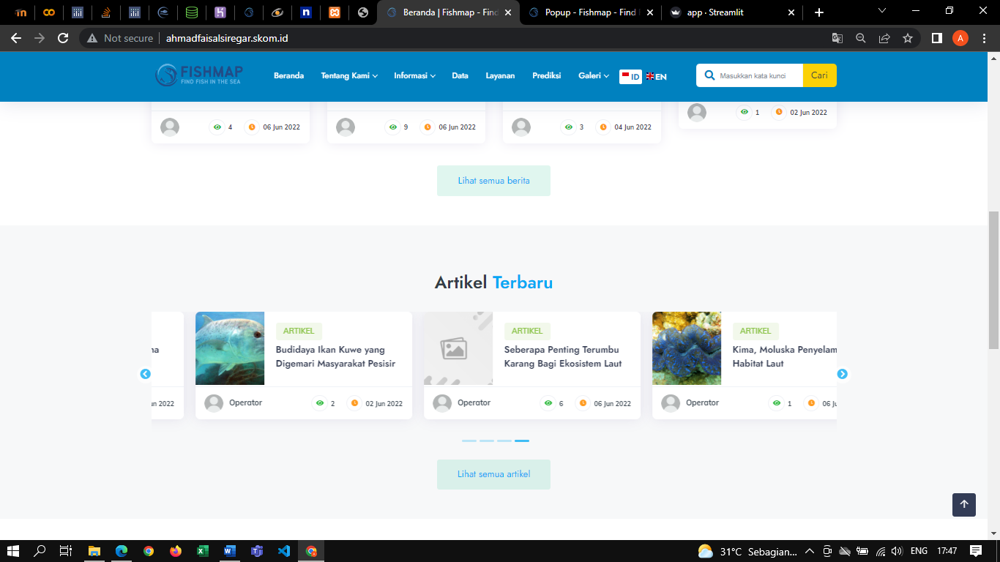 Beranda | Fishmap - Find
Popup - Fishmap - Find
app · Streamlit
Not secure
ahmadfaisalsiregar.skom.id
A
FISHMAP
FIND FISH IN THE SEA
Beranda
Tentang Kami
Informasi
Data
Layanan
Prediksi
Galeri
ID
EN
Masukkan kata kunci
Cari
4
06 Jun 2022
9
06 Jun 2022
3
04 Jun 2022
1
02 Jun 2022
Lihat semua berita
Artikel Terbaru
ARTIKEL
Budidaya Ikan Kuwe yang
Digemari Masyarakat Pesisir
2022
Operator
2
02 Jun 2022
ARTIKEL
Seberapa Penting Terumbu
Karang Bagi Ekosistem Laut
Operator
6
06 Jun 2022
ARTIKEL
Kima, Moluska Penyelam
Habitat Laut
Operator
1
06
Lihat semua artikel
31°C Sebagian...
ENG
17:47